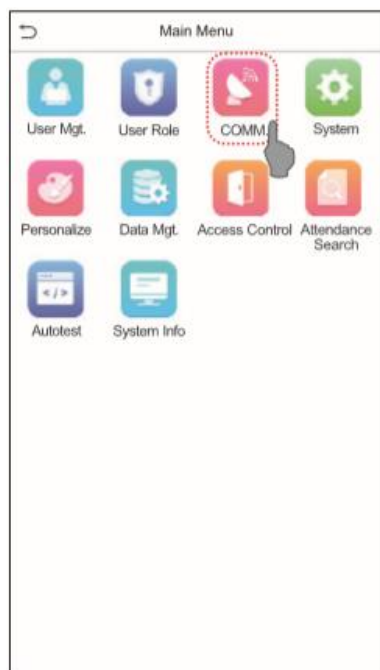 Main Menu
User Mgt.
User Role
COMM.
System
Personalize
Data Mgt.
Access Control
Attendance
Search
Autotest
System Info